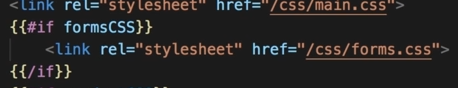 <link rel="stylesheet" href="/css/main.css">
{{#if formsCSS}}
<link rel="stylesheet" href="/css/forms.css">
{{/if}}